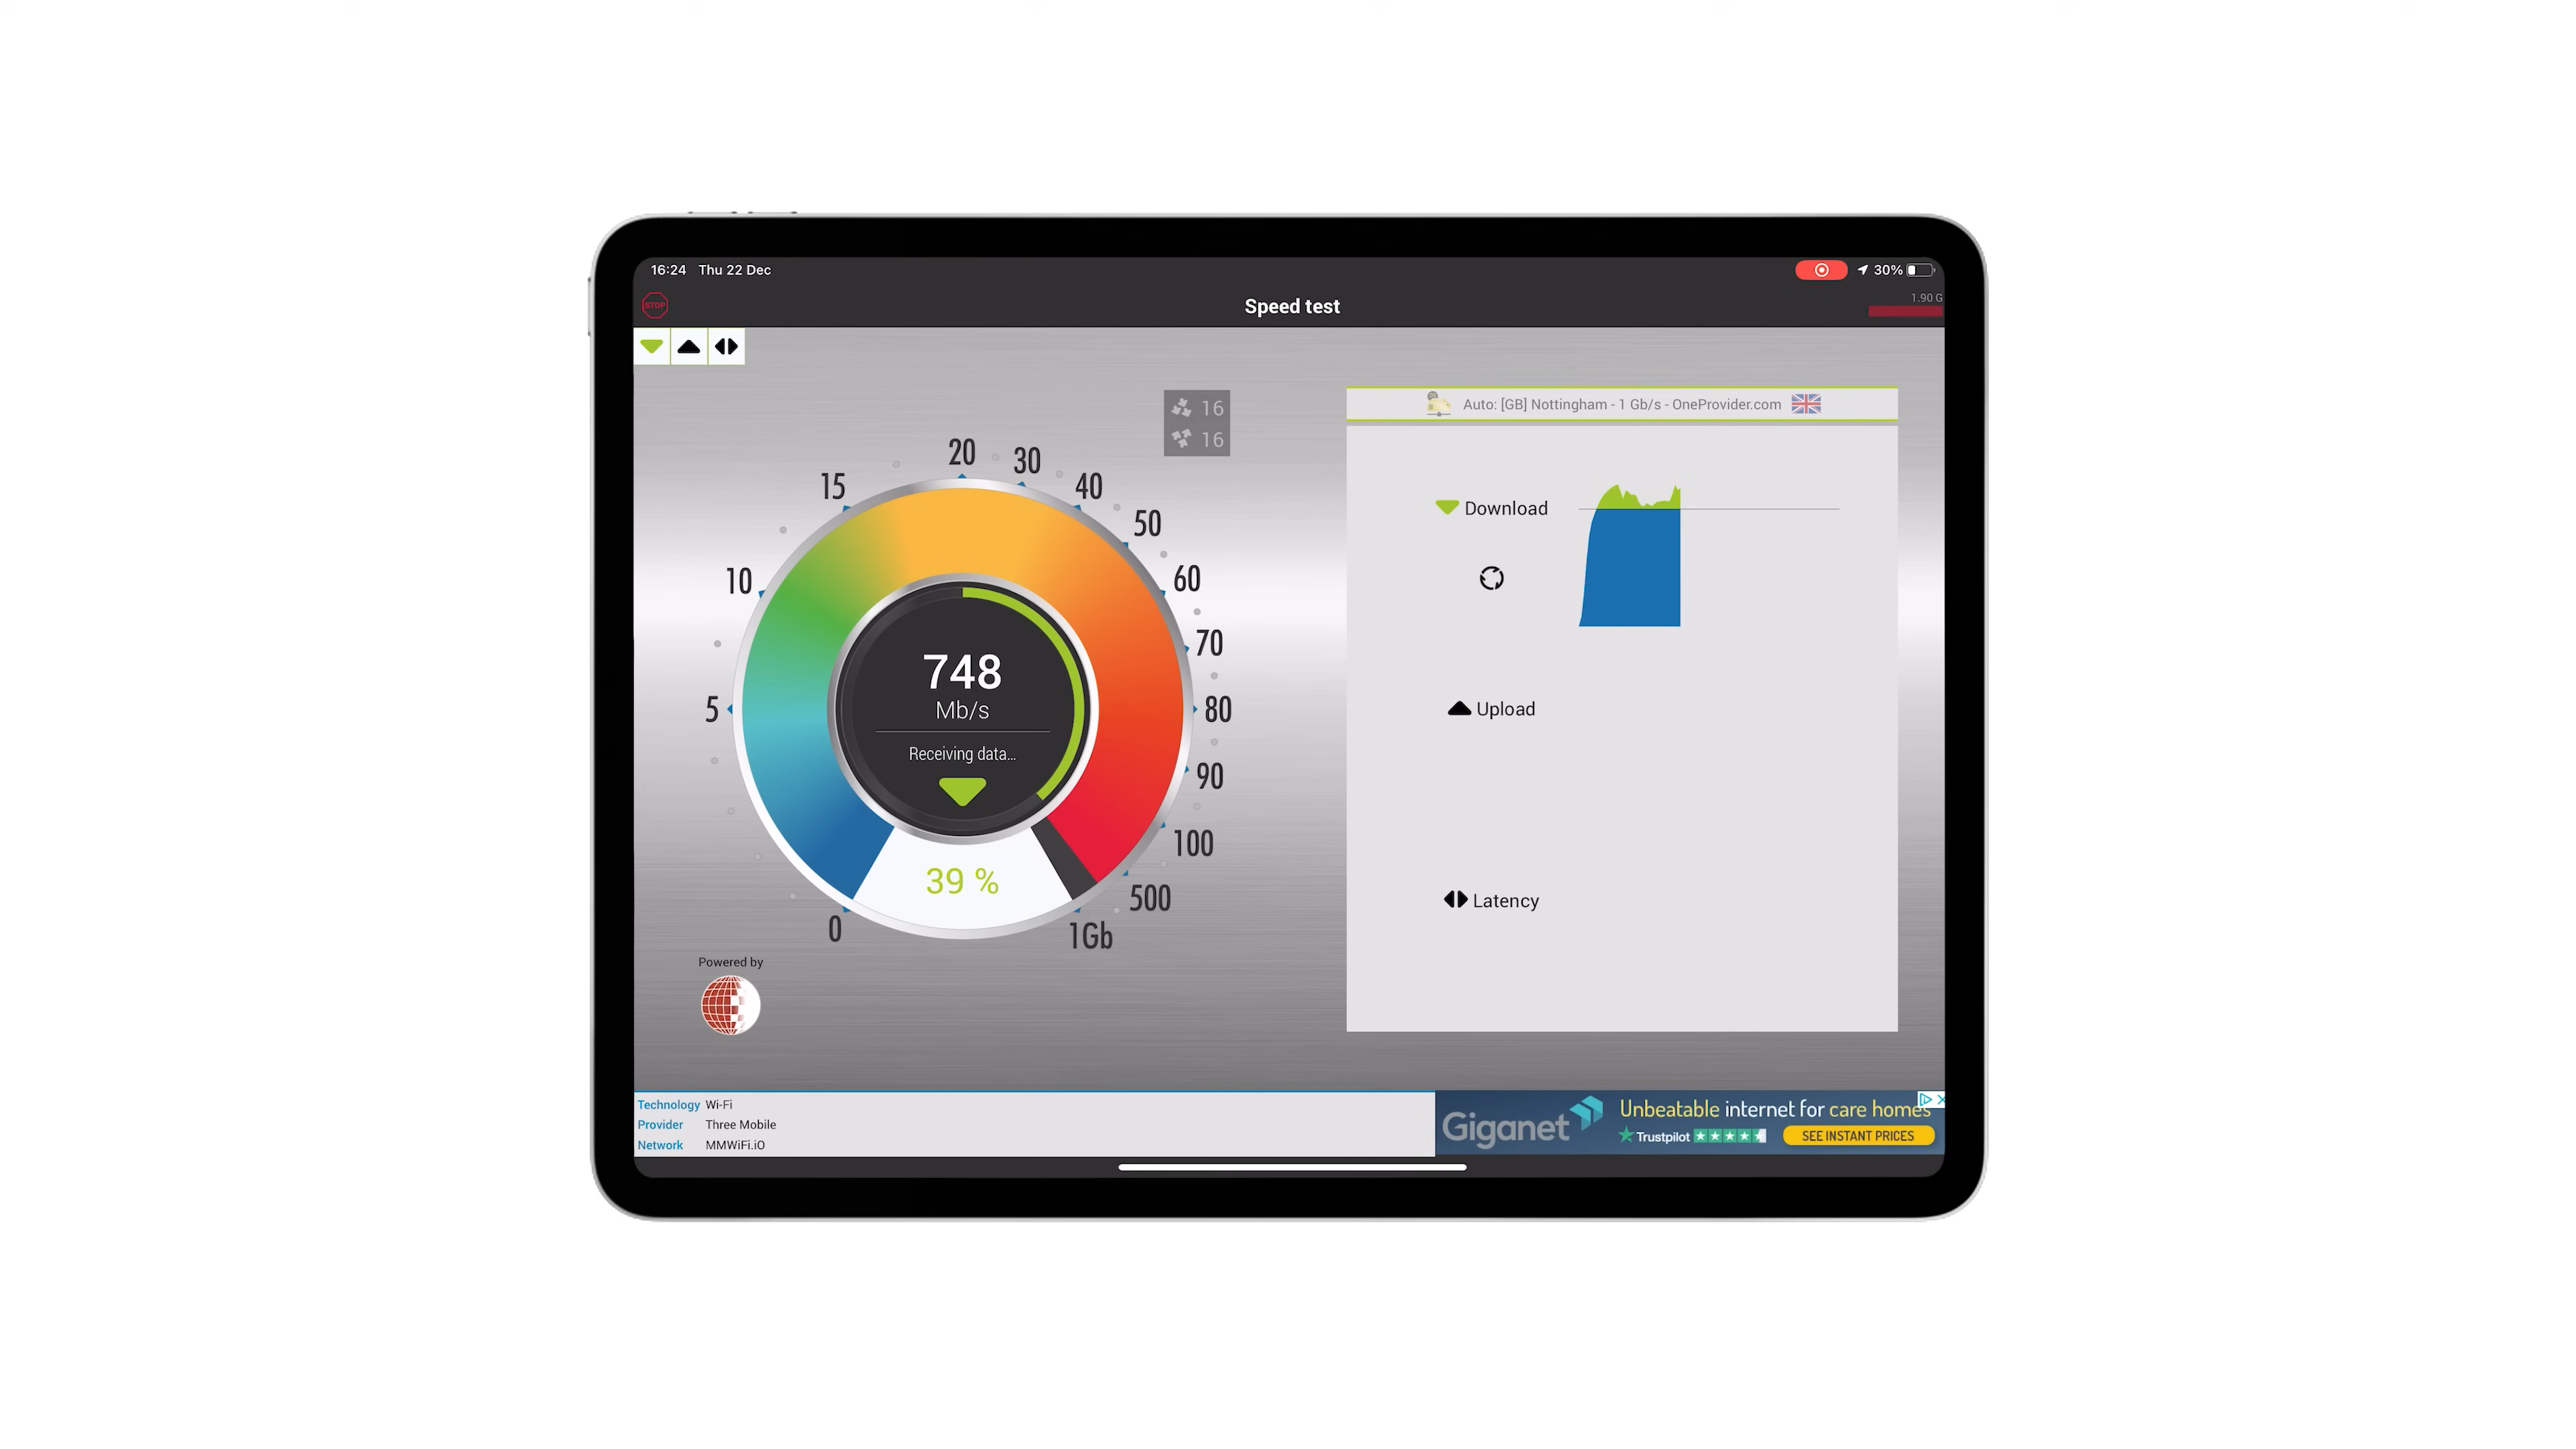 16:24 Thu 22 Dec
30%
STOP
Speed test
1.90 G
16
16
Auto: [GB] Nottingham - 1 Gb/s - OneProvider.com
0
5
10
15
20
30
40
50
60
70
80
90
100
500
1Gb
748
Mb/s
Receiving data...
39 %
Download
Upload
Latency
Powered by
Technology Wi-Fi
Provider Three Mobile
Network MMWiFi.iO
Giganet
Unbeatable internet for care homes
Trustpilot
SEE INSTANT PRICES